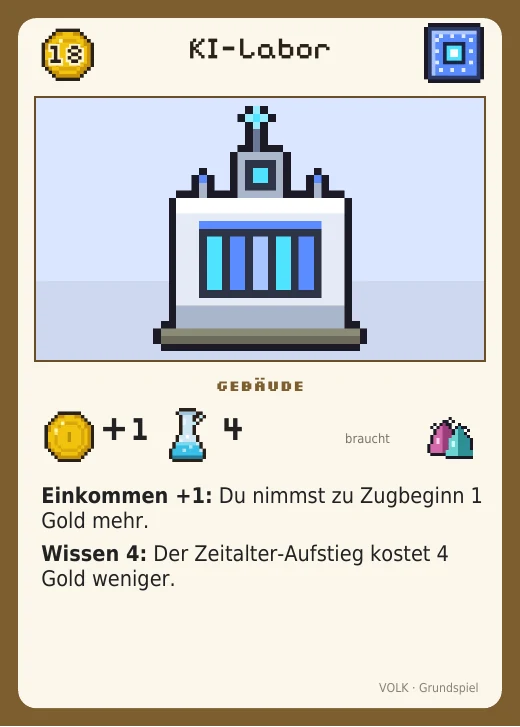 18
KI-Labor
GEBÄUDE
+1 4 braucht
Einkommen +1: Du nimmst zu Zugbeginn 1
Gold mehr.
Wissen 4: Der Zeitalter-Aufstieg kostet 4
Gold weniger.
VOLK · Grundspiel